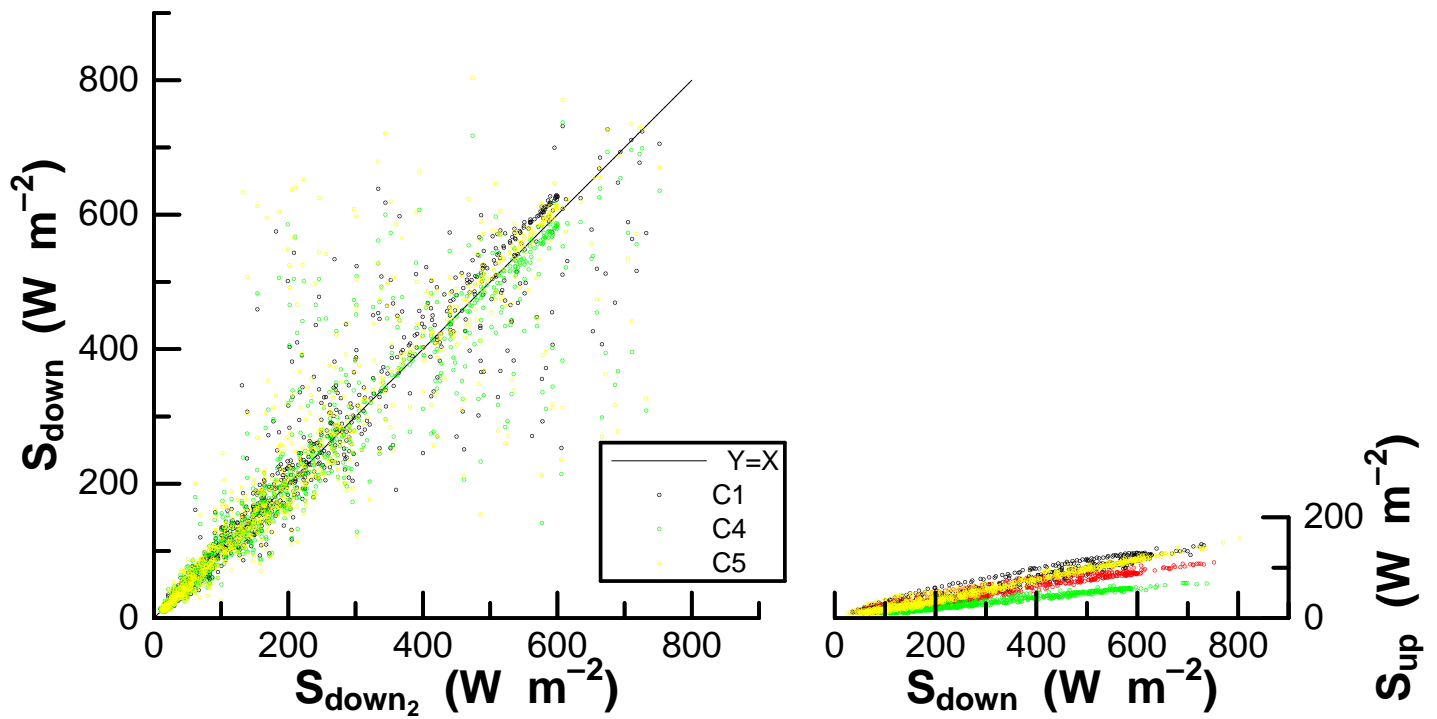 800
600
400
200
0
S_down (W m−2)
0 200 400 600 800
S_down₂ (W m−2)
Y=X
C1
C4
C5
200
0
S_up (W m−2)
0 200 400 600 800
S_down (W m−2)